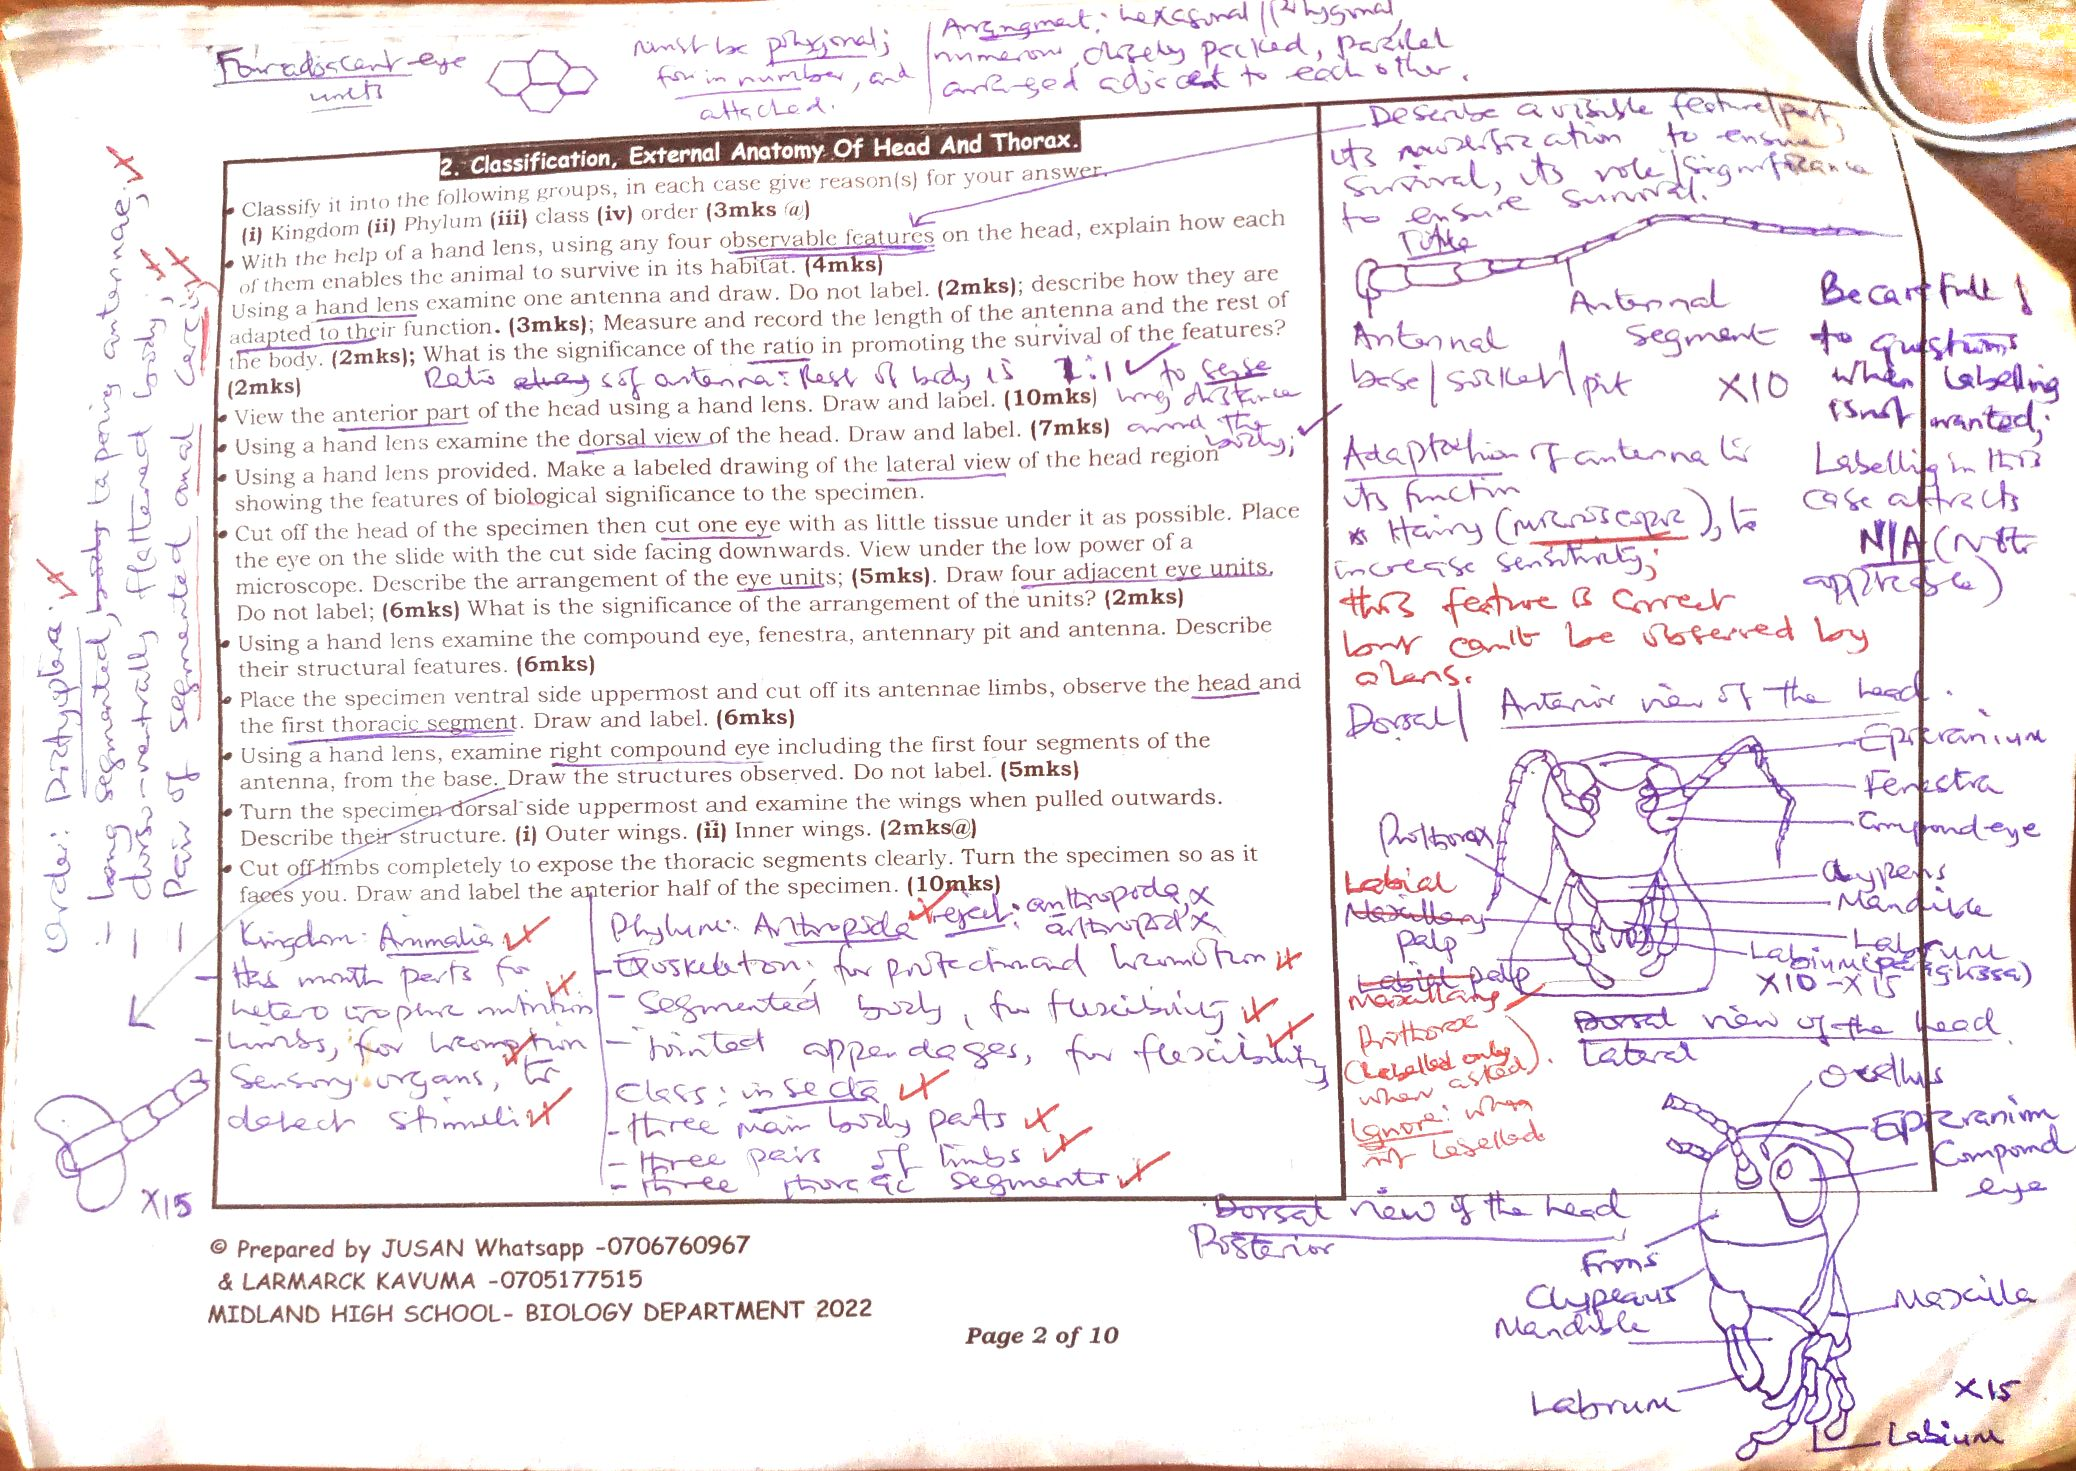 Four adjascent eye
units
must be polygonal;
four in number, and
attached.
Arrangment: hexagonal/Polygonal,
numerous, closely packed, parallel
arranged adjacent to each other.
2. Classification, External Anatomy Of Head And Thorax.
• Classify it into the following groups, in each case give reason(s) for your answer.
(i) Kingdom (ii) Phylum (iii) class (iv) order (3mks @)
• With the help of a hand lens, using any four observable features on the head, explain how each
of them enables the animal to survive in its habitat. (4mks)
Using a hand lens examine one antenna and draw. Do not label. (2mks); describe how they are
adapted to their function. (3mks); Measure and record the length of the antenna and the rest of
the body. (2mks); What is the significance of the ratio in promoting the survival of the features?
(2mks)
Ratio of antenna: Rest of body is 1:1 to sense
long distance
around the
body;
• View the anterior part of the head using a hand lens. Draw and label. (10mks)
• Using a hand lens examine the dorsal view of the head. Draw and label. (7mks)
• Using a hand lens provided. Make a labeled drawing of the lateral view of the head region
showing the features of biological significance to the specimen.
• Cut off the head of the specimen then cut one eye with as little tissue under it as possible. Place
the eye on the slide with the cut side facing downwards. View under the low power of a
microscope. Describe the arrangement of the eye units; (5mks). Draw four adjacent eye units.
Do not label; (6mks) What is the significance of the arrangement of the units? (2mks)
• Using a hand lens examine the compound eye, fenestra, antennary pit and antenna. Describe
their structural features. (6mks)
• Place the specimen ventral side uppermost and cut off its antennae limbs, observe the head and
the first thoracic segment. Draw and label. (6mks)
• Using a hand lens, examine right compound eye including the first four segments of the
antenna, from the base. Draw the structures observed. Do not label. (5mks)
• Turn the specimen dorsal side uppermost and examine the wings when pulled outwards.
Describe their structure. (i) Outer wings. (ii) Inner wings. (2mks@)
• Cut off limbs completely to expose the thoracic segments clearly. Turn the specimen so as it
faces you. Draw and label the anterior half of the specimen. (10mks)
Kingdom: Animalia
- Has mouth parts for
heterotrophic nutrition
- Limbs, for locomotion
Sensory organs, to
detect stimuli
Phylum: Arthropoda reject: anthropoda, x
arthropod x
- Exoskeleton; for protection and locomotion
- Segmented body, for flexibility
- Jointed appendages, for flexibility
Class: insecta
- three main body parts
- three pairs of limbs
- three thoracic segments
Order: Dictyoptera
- Long segmented, body tapering antennae;
- dorso-ventrally flattened body;
- Pair of segmented anal cerci
X15
Describe a visible feature/part,
its modification to ensure
survival, its role/significance
to ensure survival.
Title
Antennal
base/socket/pit
Antennal
segment
X10
Be carefull!
to questions
when labelling
is not wanted;
Labelling in this
case attracts
N/A (Not
applicable)
Adaptation of antenna to
its function
* Hairy (microscopic), to
increase sensitivity;
this feature is correct
but can't be observed by
a lens.
Dorsal/ Anterior view of the head.
Epicranium
Fenestra
Compound eye
Clypeus
Mandible
Labrum
Labium (paraglossa)
X10 - X15
Prothorax
Labial
Maxillary
palp
Labial palp
Maxillary
Prothorax
(Labelled only
when asked).
Ignore: when
not labelled
Dorsal view of the head
Lateral
Ocellus
Epicranium
Compound
eye
Frons
Clypeaus
Mandible
Labrum
Maxilla
X15
Labium
Dorsal view of the head
Posterior
© Prepared by JUSAN Whatsapp -0706760967
& LARMARCK KAVUMA -0705177515
MIDLAND HIGH SCHOOL- BIOLOGY DEPARTMENT 2022
Page 2 of 10